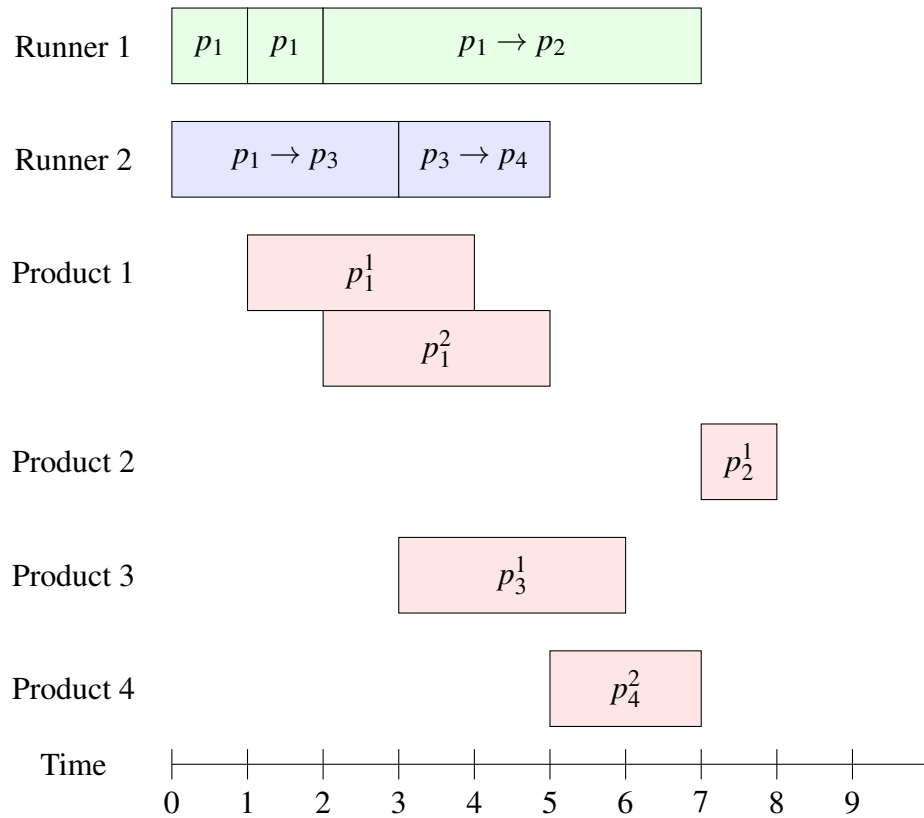 Runner 1 p₁ p₁ p₁ → p₂
Runner 2 p₁ → p₃ p₃ → p₄
Product 1 p₁¹
p₁²
Product 2 p₂¹
Product 3 p₃¹
Product 4 p₄²
Time
0 1 2 3 4 5 6 7 8 9